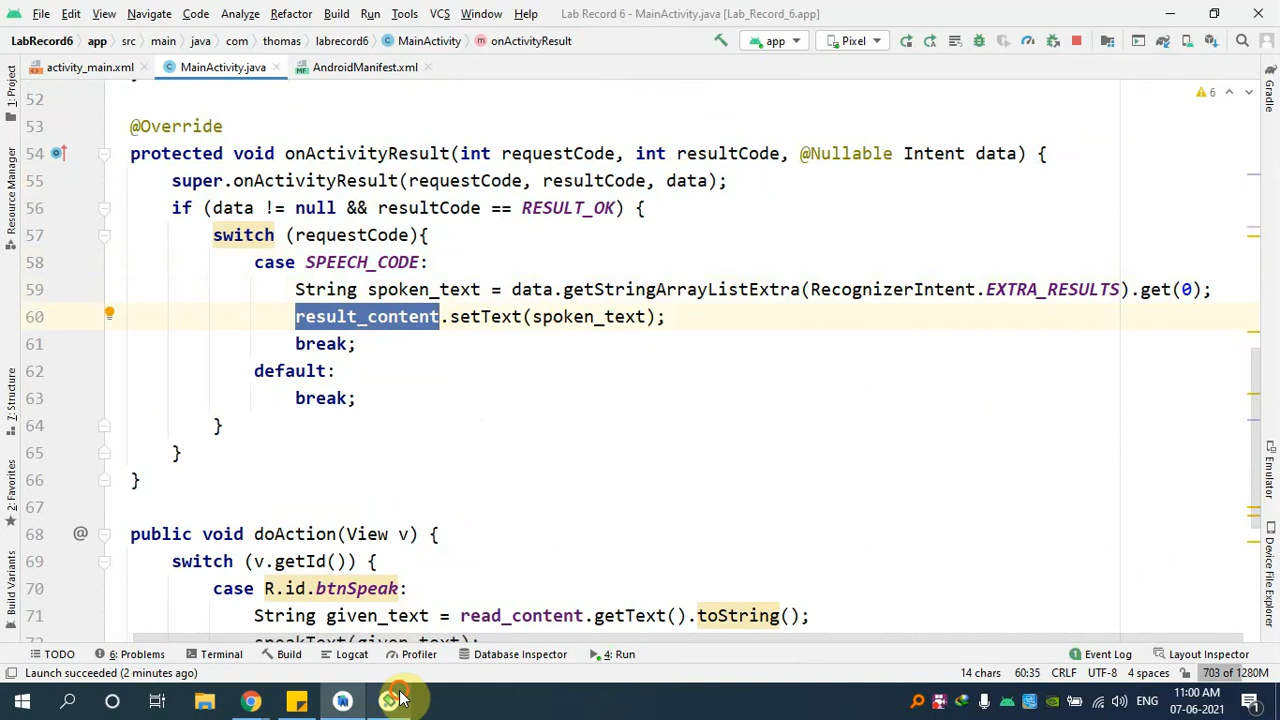 File Edit View Navigate Code Analyze Refactor Build Run Tools VCS Window Help Lab Record 6 - MainActivity.java [Lab_Record_6.app]
LabRecord6 app src main java com thomas labrecord6 MainActivity onActivityResult app Pixel
activity_main.xml MainActivity.java AndroidManifest.xml
6
52
53 @Override
54 protected void onActivityResult(int requestCode, int resultCode, @Nullable Intent data) {
55 super.onActivityResult(requestCode, resultCode, data);
56 if (data != null && resultCode == RESULT_OK) {
57 switch (requestCode){
58 case SPEECH_CODE:
59 String spoken_text = data.getStringArrayListExtra(RecognizerIntent.EXTRA_RESULTS).get(0);
60 result_content.setText(spoken_text);
61 break;
62 default:
63 break;
64 }
65 }
66 }
67
68 public void doAction(View v) {
69 switch (v.getId()) {
70 case R.id.btnSpeak:
71 String given_text = read_content.getText().toString();
72 speakText(given_text);
1: Project
Resource Manager
7: Structure
2: Favorites
Build Variants
Gradle
Emulator
Device File Explorer
TODO 6: Problems Terminal Build Logcat Profiler Database Inspector 4: Run Event Log Layout Inspector
Launch succeeded (2 minutes ago) 14 chars 60:35 CRLF UTF-8 4 spaces 703 of 1280M
ENG 11:00 AM
07-06-2021
1